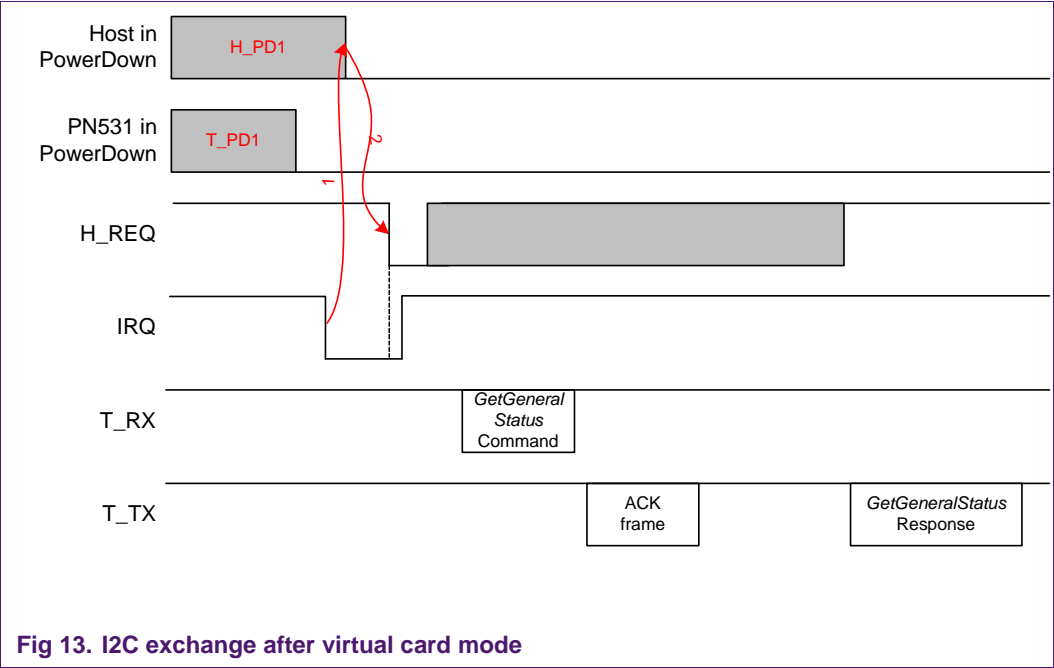 Host in
PowerDown
H_PD1
PN531 in
PowerDown
T_PD1
1
2
H_REQ
IRQ
T_RX
GetGeneral
Status
Command
T_TX
ACK
frame
GetGeneralStatus
Response
Fig 13. I2C exchange after virtual card mode